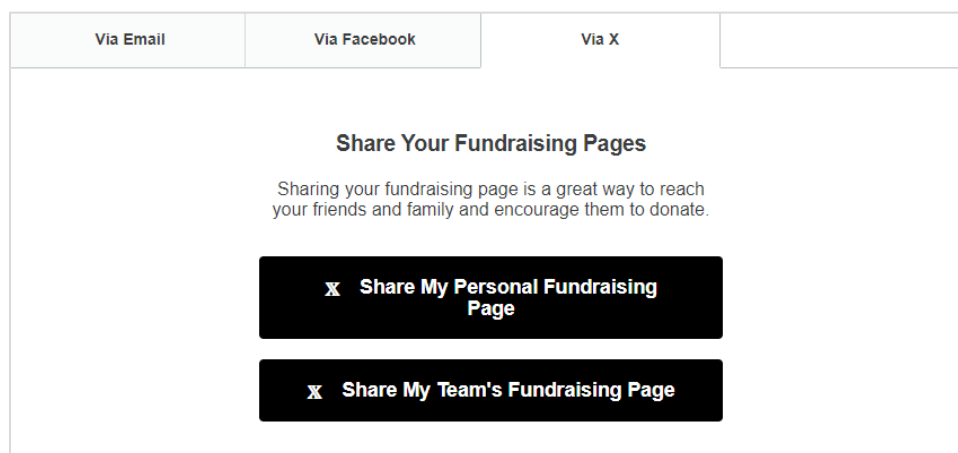 Via Email Via Facebook Via X
Share Your Fundraising Pages
Sharing your fundraising page is a great way to reach
your friends and family and encourage them to donate.
X Share My Personal Fundraising
Page
X Share My Team's Fundraising Page